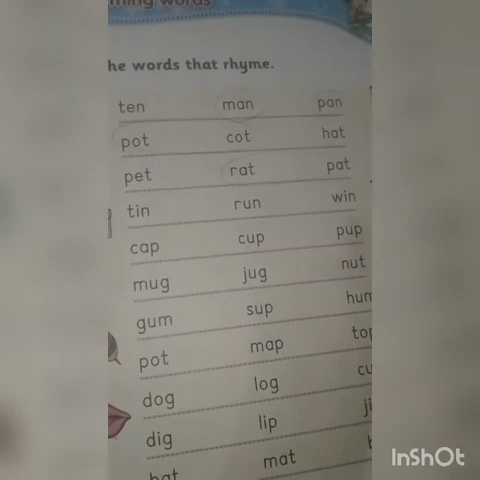 words
he words that rhyme.
ten man pan
pot cot hat
pet rat pat
tin run win
cap cup pup
mug jug nut
gum sup
pot map
dog log
dig lip
mat
InShOt